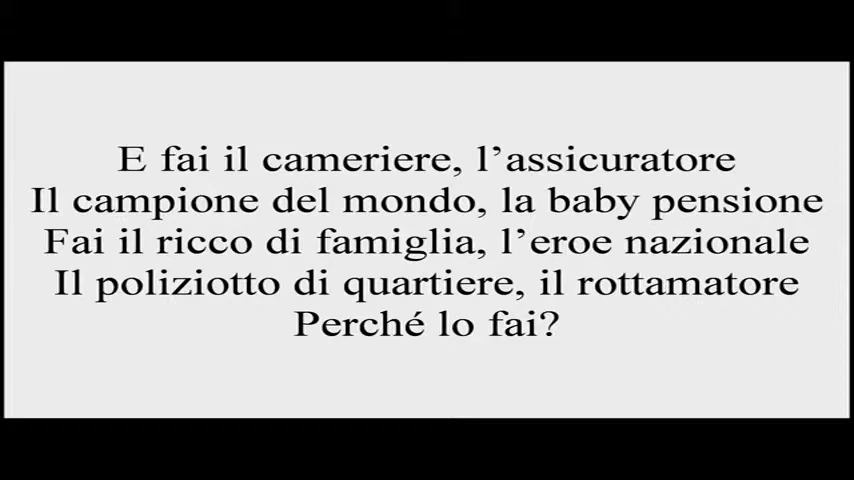 E fai il cameriere, l’assicuratore
Il campione del mondo, la baby pensione
Fai il ricco di famiglia, l’eroe nazionale
Il poliziotto di quartiere, il rottamatore
Perché lo fai?